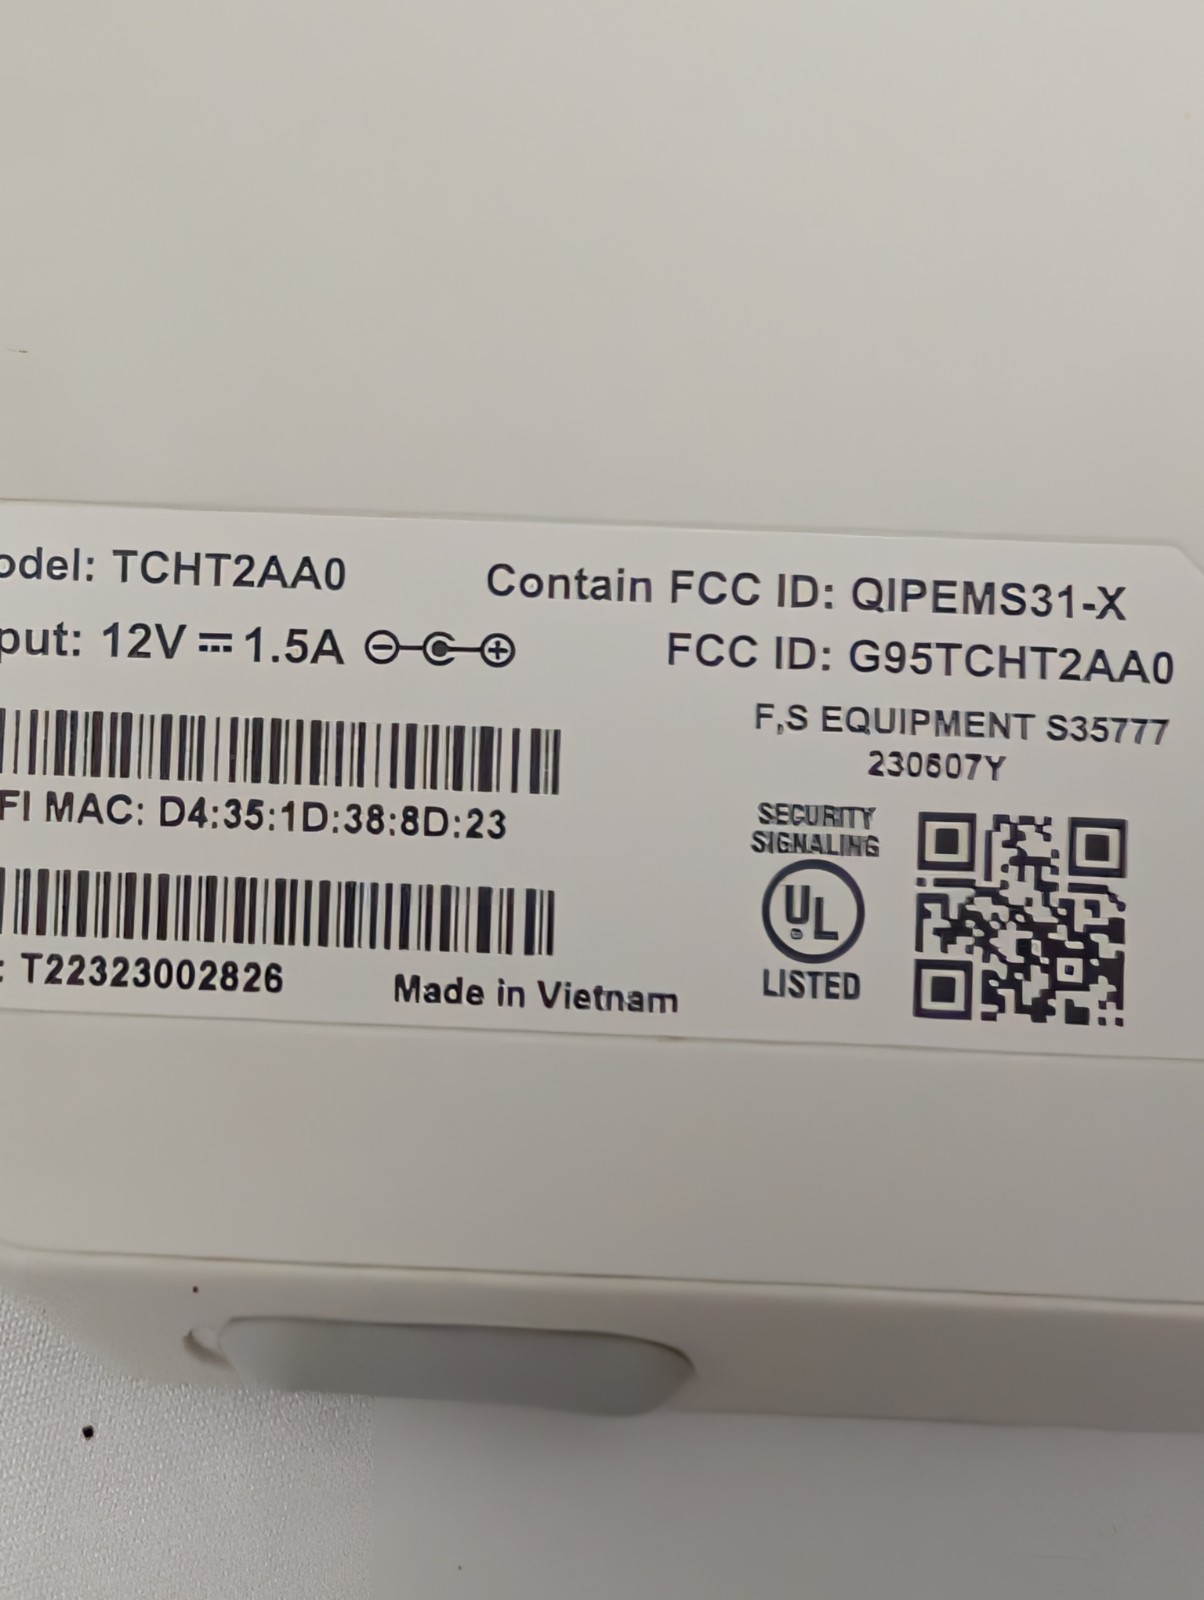 odel: TCHT2AA0
Contain FCC ID: QIPEMS31-X
put: 12V 1.5A
FCC ID: G95TCHT2AA0
F,S EQUIPMENT S35777
230607Y
FI MAC: D4:35:1D:38:8D:23
SECURITY
SIGNALING
UL
LISTED
: T22323002826
Made in Vietnam